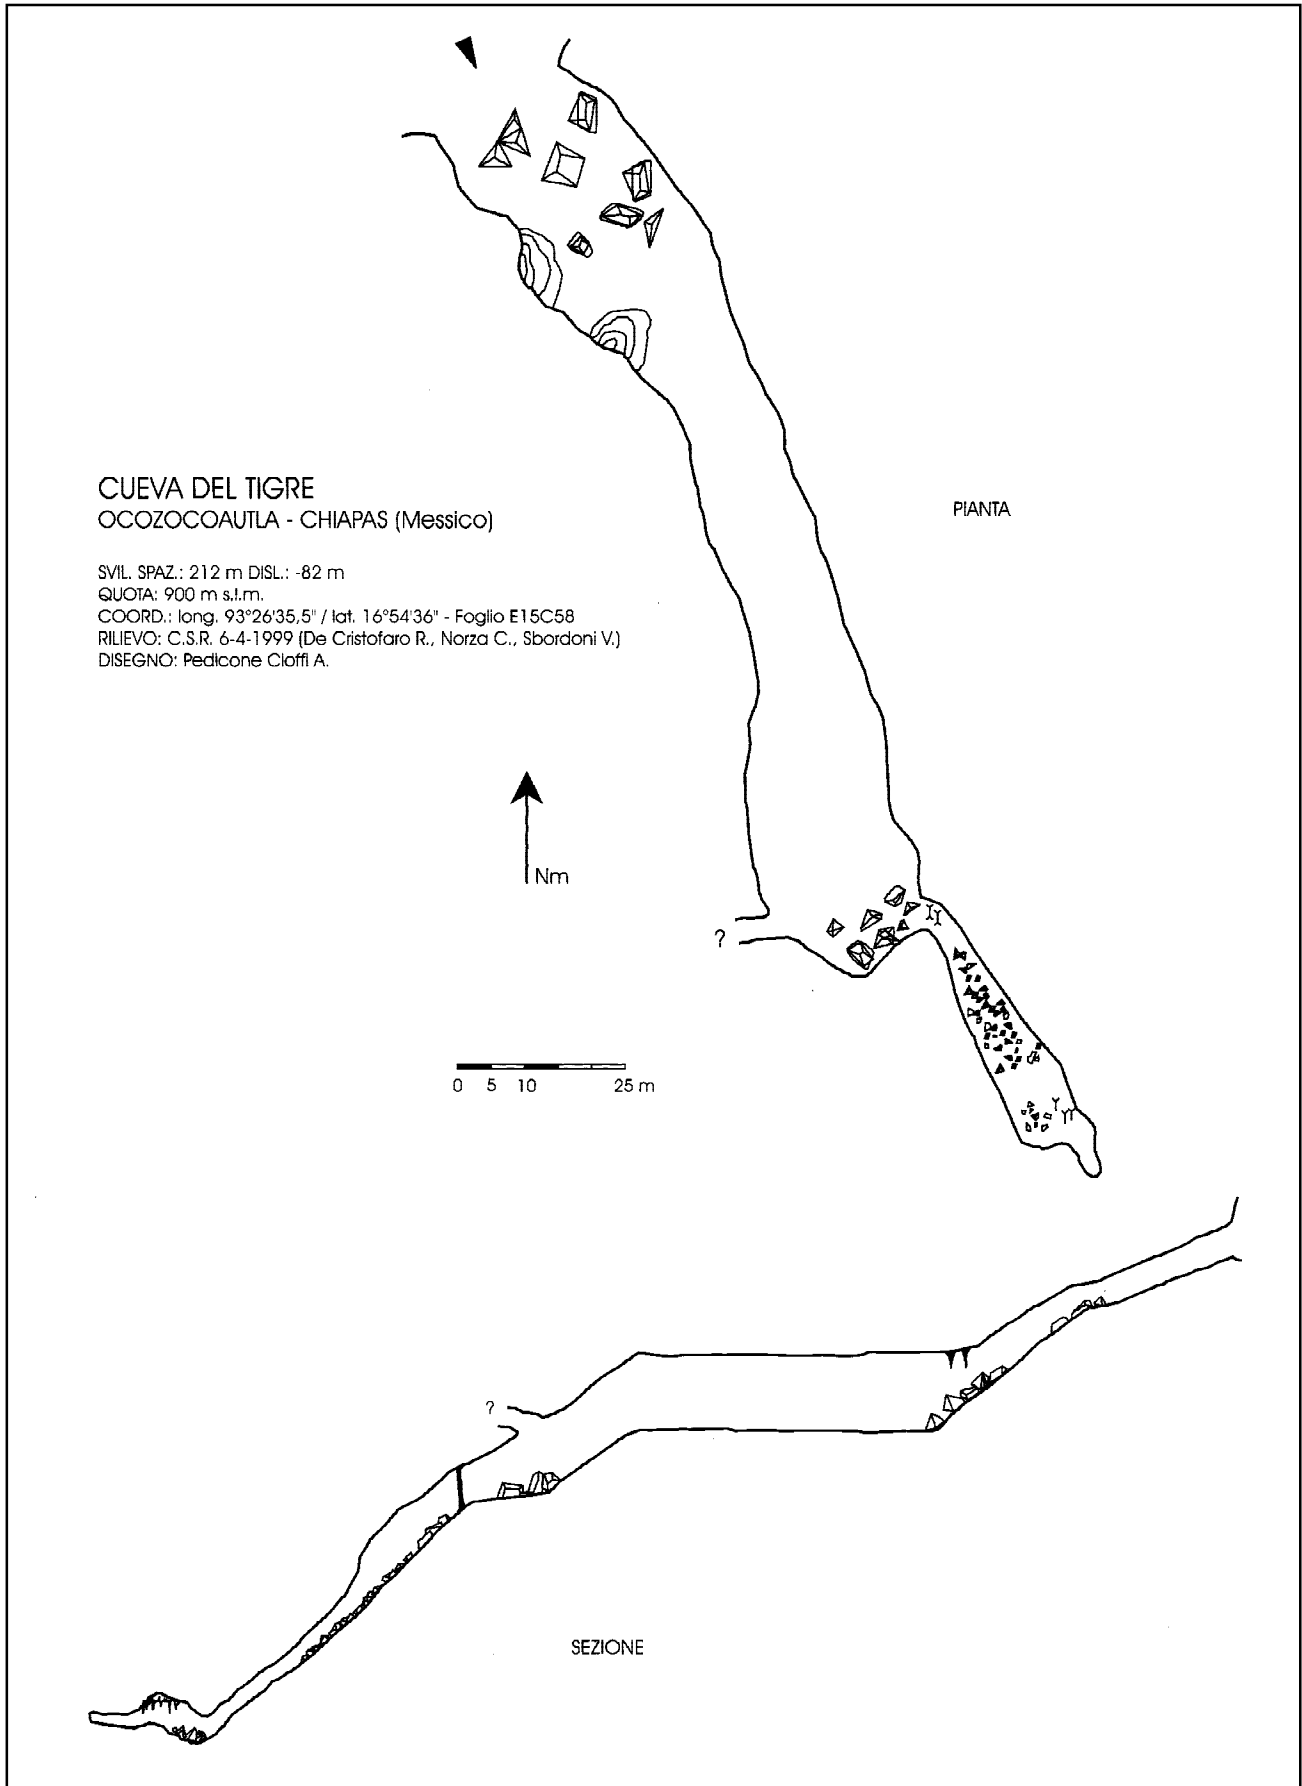 CUEVA DEL TIGRE
OCOZOCOAUTLA - CHIAPAS (Messico)
SVIL. SPAZ.: 212 m DISL.: -82 m
QUOTA: 900 m s.l.m.
COORD.: long. 93°26'35,5" / lat. 16°54'36" - Foglio E15C58
RILIEVO: C.S.R. 6-4-1999 (De Cristofaro R., Norza C., Sbordoni V.)
DISEGNO: Pedicone Cioffi A.
PIANTA
Nm
?
0 5 10 25 m
?
SEZIONE